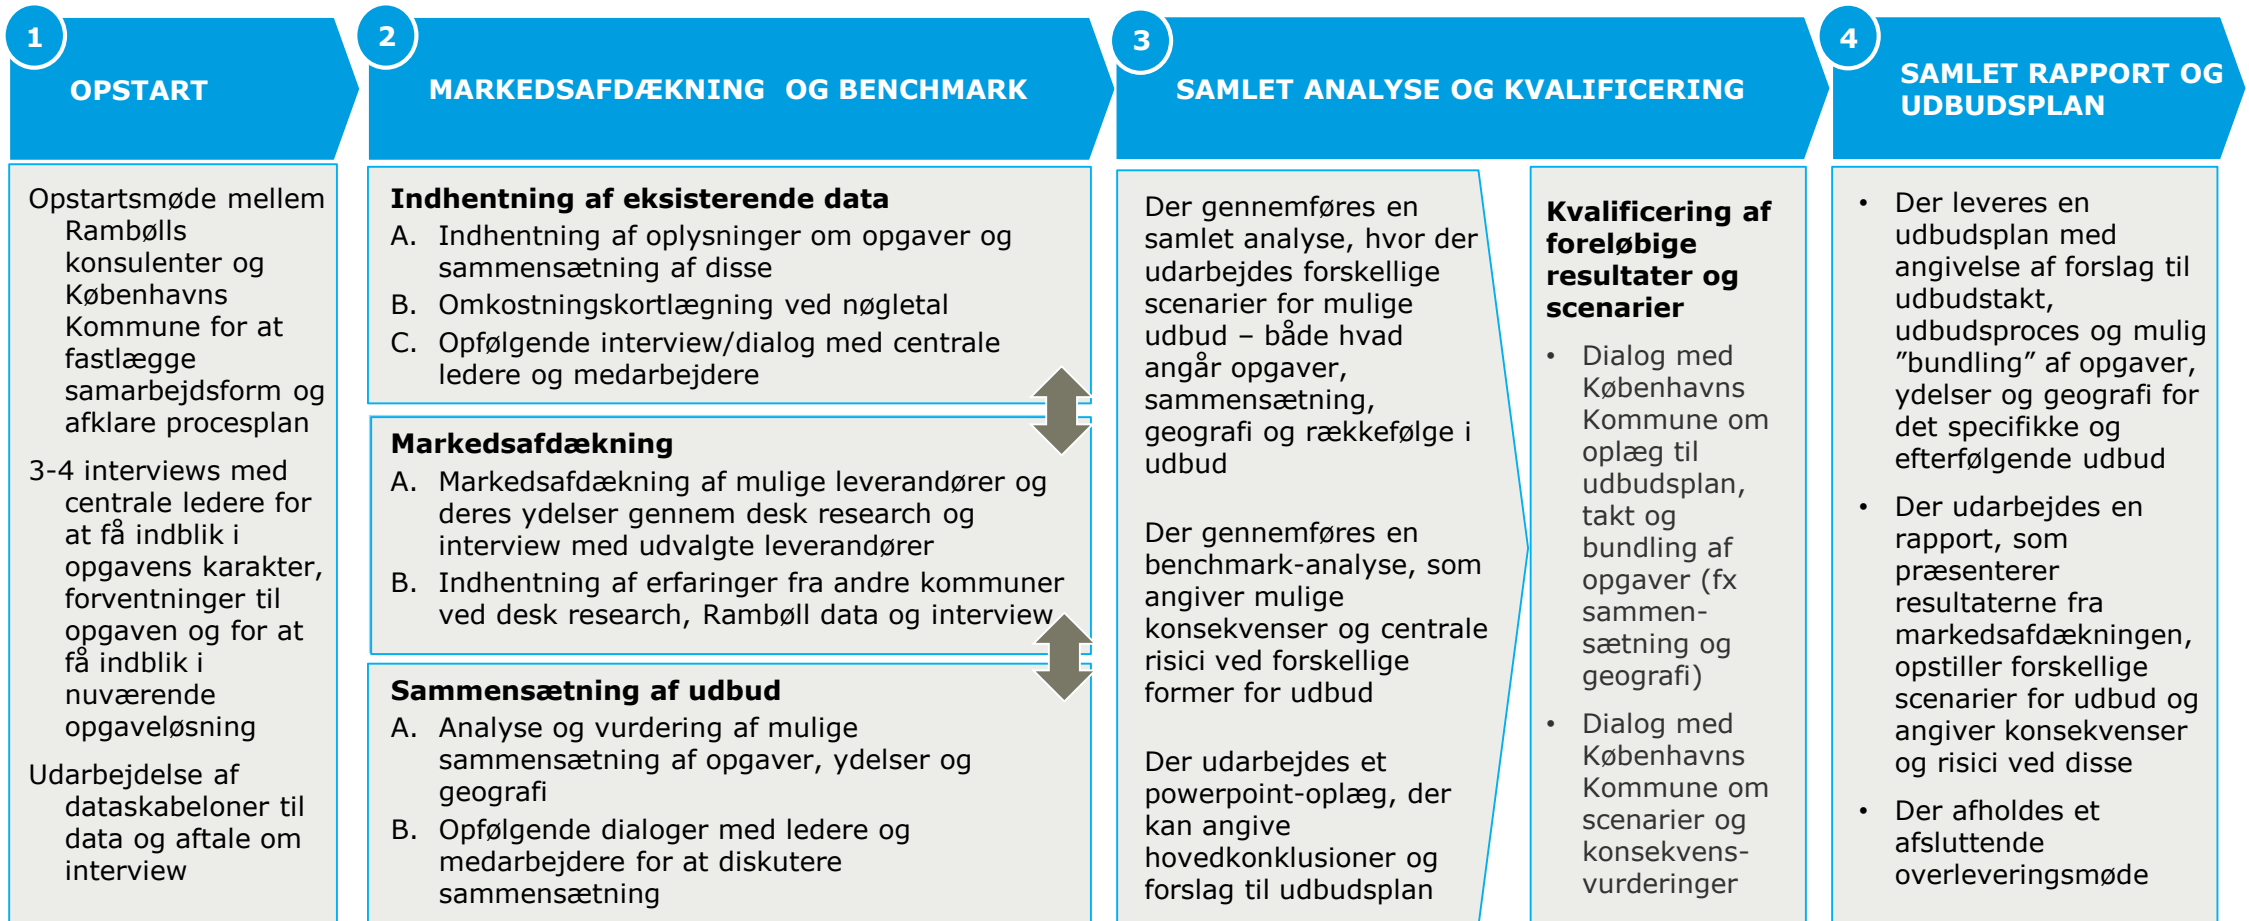 1
OPSTART
Opstartsmøde mellem
Rambølls
konsulenter og
Københavns
Kommune for at
fastlægge
samarbejdsform og
afklare procesplan
3-4 interviews med
centrale ledere for
at få indblik i
opgavens karakter,
forventninger til
opgaven og for at
få indblik i
nuværende
opgaveløsning
Udarbejdelse af
dataskabeloner til
data og aftale om
interview
2
MARKEDSAFDÆKNING OG BENCHMARK
Indhentning af eksisterende data
A. Indhentning af oplysninger om opgaver og
sammensætning af disse
B. Omkostningskortlægning ved nøgletal
C. Opfølgende interview/dialog med centrale
ledere og medarbejdere
Markedsafdækning
A. Markedsafdækning af mulige leverandører og
deres ydelser gennem desk research og
interview med udvalgte leverandører
B. Indhentning af erfaringer fra andre kommuner
ved desk research, Rambøll data og interview
Sammensætning af udbud
A. Analyse og vurdering af mulige
sammensætning af opgaver, ydelser og
geografi
B. Opfølgende dialoger med ledere og
medarbejdere for at diskutere
sammensætning
3
SAMLET ANALYSE OG KVALIFICERING
Der gennemføres en
samlet analyse, hvor der
udarbejdes forskellige
scenarier for mulige
udbud – både hvad
angår opgaver,
sammensætning,
geografi og rækkefølge i
udbud
Der gennemføres en
benchmark-analyse, som
angiver mulige
konsekvenser og centrale
risici ved forskellige
former for udbud
Der udarbejdes et
powerpoint-oplæg, der
kan angive
hovedkonklusioner og
forslag til udbudsplan
Kvalificering af
foreløbige
resultater og
scenarier
• Dialog med
Københavns
Kommune om
oplæg til
udbudsplan,
takt og
bundling af
opgaver (fx
sammen-
sætning og
geografi)
• Dialog med
Københavns
Kommune om
scenarier og
konsekvens-
vurderinger
4
SAMLET RAPPORT OG
UDBUDSPLAN
• Der leveres en
udbudsplan med
angivelse af forslag til
udbudstakt,
udbudsproces og mulig
”bundling” af opgaver,
ydelser og geografi for
det specifikke og
efterfølgende udbud
• Der udarbejdes en
rapport, som
præsenterer
resultaterne fra
markedsafdækningen,
opstiller forskellige
scenarier for udbud og
angiver konsekvenser
og risici ved disse
• Der afholdes et
afsluttende
overleveringsmøde